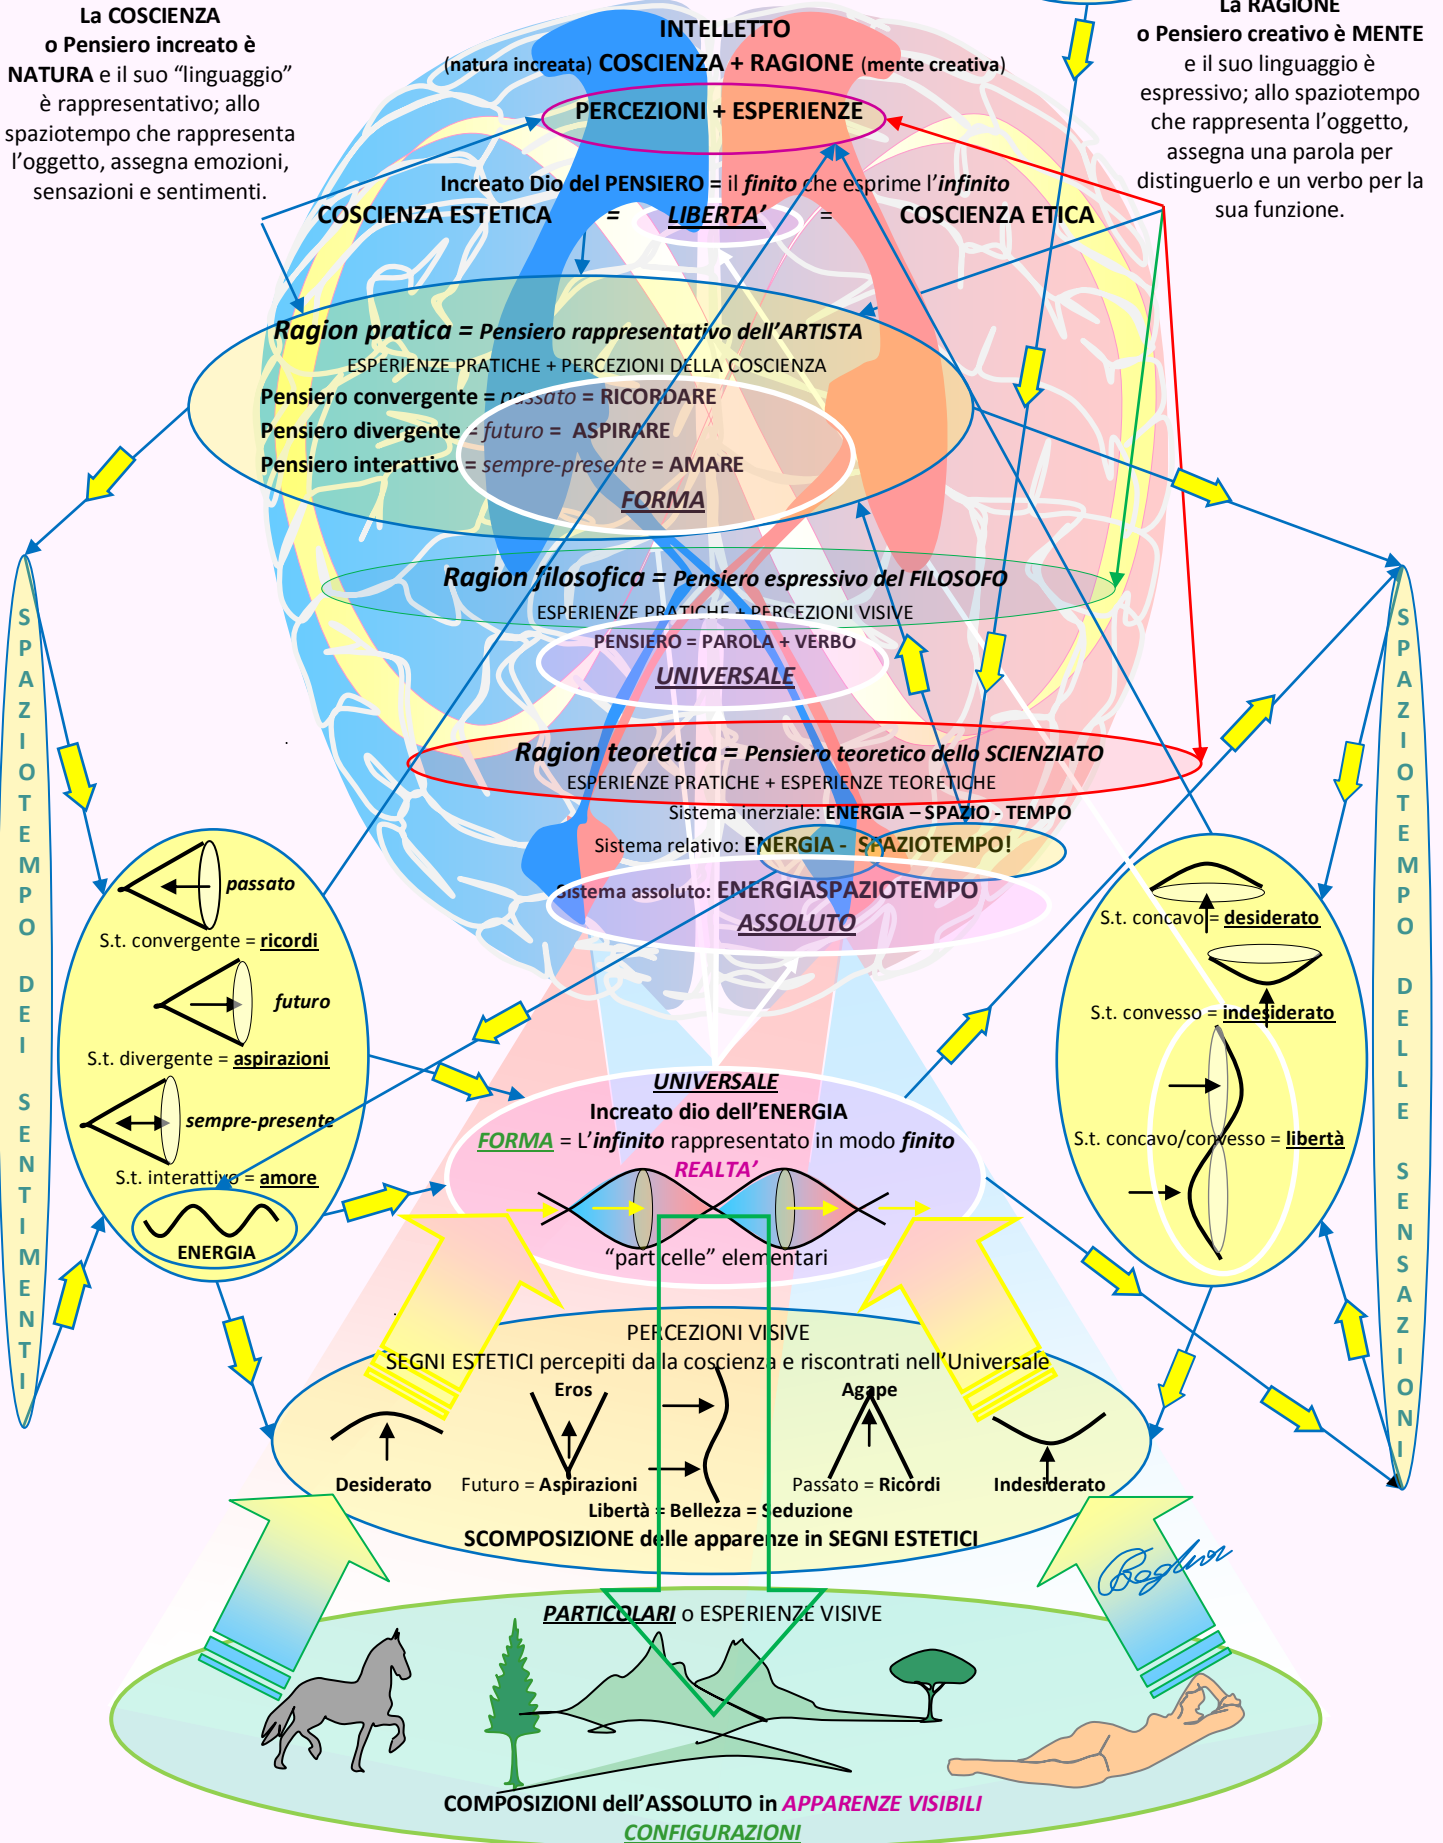 La COSCIENZA
o Pensiero increato è
NATURA e il suo “linguaggio”
è rappresentativo; allo
spaziotempo che rappresenta
l’oggetto, assegna emozioni,
sensazioni e sentimenti.
La RAGIONE
o Pensiero creativo è MENTE
e il suo linguaggio è
espressivo; allo spaziotempo
che rappresenta l’oggetto,
assegna una parola per
distinguerlo e un verbo per la
sua funzione.
INTELLETTO
(natura increata) COSCIENZA + RAGIONE (mente creativa)
PERCEZIONI + ESPERIENZE
Increato Dio del PENSIERO = il finito che esprime l’infinito
COSCIENZA ESTETICA = LIBERTA’ = COSCIENZA ETICA
Ragion pratica = Pensiero rappresentativo dell’ARTISTA
ESPERIENZE PRATICHE + PERCEZIONI DELLA COSCIENZA
Pensiero convergente = passato = RICORDARE
Pensiero divergente = futuro = ASPIRARE
Pensiero interattivo = sempre-presente = AMARE
FORMA
Ragion filosofica = Pensiero espressivo del FILOSOFO
ESPERIENZE PRATICHE + PERCEZIONI VISIVE
PENSIERO = PAROLA + VERBO
UNIVERSALE
Ragion teoretica = Pensiero teoretico dello SCIENZIATO
ESPERIENZE PRATICHE + ESPERIENZE TEORETICHE
Sistema inerziale: ENERGIA – SPAZIO - TEMPO
Sistema relativo: ENERGIA - SPAZIOTEMPO!
Sistema assoluto: ENERGIASPAZIOTEMPO
ASSOLUTO
SPAZIOTEMPO DEI SENTIMENTI
passato
S.t. convergente = ricordi
futuro
S.t. divergente = aspirazioni
sempre-presente
S.t. interattivo = amore
ENERGIA
S.t. concavo = desiderato
S.t. convesso = indesiderato
S.t. concavo/convesso = libertà
SPAZIOTEMPO DELLE SENSAZIONI
UNIVERSALE
Increato dio dell’ENERGIA
FORMA = L’infinito rappresentato in modo finito
REALTA’
“particelle” elementari
PERCEZIONI VISIVE
SEGNI ESTETICI percepiti dalla coscienza e riscontrati nell’Universale
Eros Agape
Desiderato Futuro = Aspirazioni Passato = Ricordi Indesiderato
Libertà = Bellezza = Seduzione
SCOMPOSIZIONE delle apparenze in SEGNI ESTETICI
PARTICOLARI o ESPERIENZE VISIVE
COMPOSIZIONI dell’ASSOLUTO in APPARENZE VISIBILI
CONFIGURAZIONI